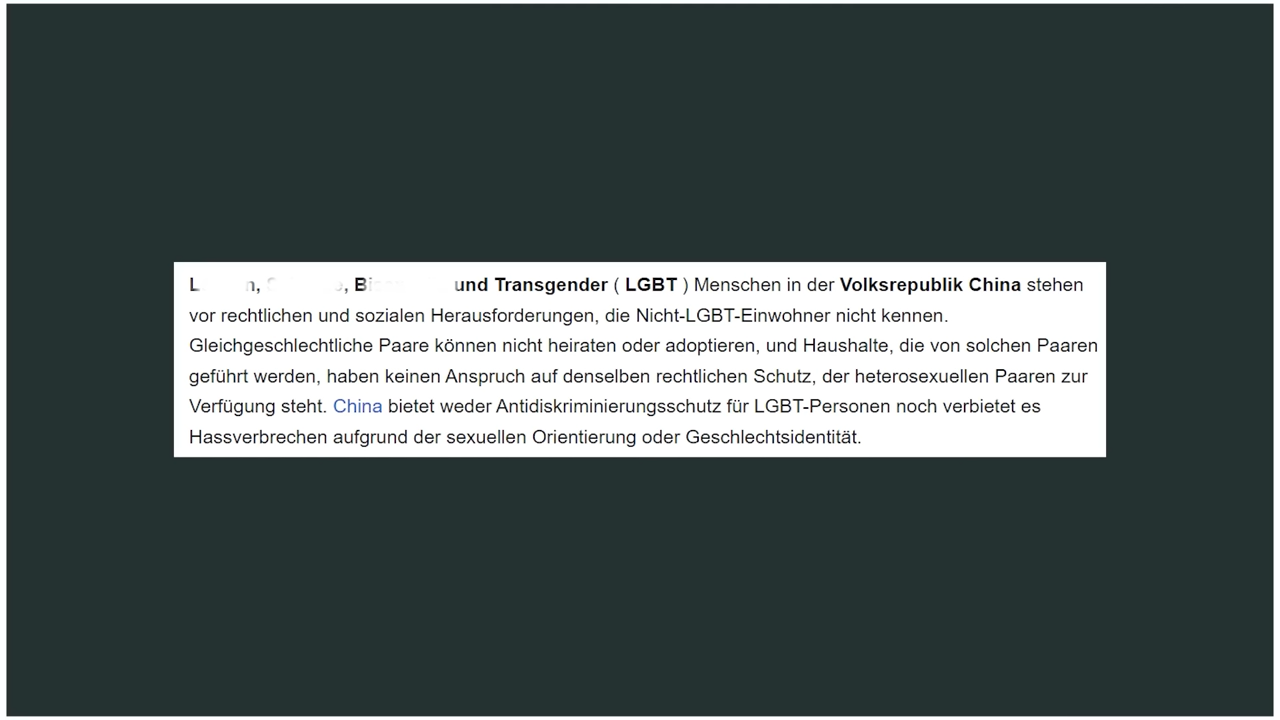 und Transgender ( LGBT ) Menschen in der Volksrepublik China stehen
vor rechtlichen und sozialen Herausforderungen, die Nicht-LGBT-Einwohner nicht kennen.
Gleichgeschlechtliche Paare können nicht heiraten oder adoptieren, und Haushalte, die von solchen Paaren
geführt werden, haben keinen Anspruch auf denselben rechtlichen Schutz, der heterosexuellen Paaren zur
Verfügung steht. China bietet weder Antidiskriminierungsschutz für LGBT-Personen noch verbietet es
Hassverbrechen aufgrund der sexuellen Orientierung oder Geschlechtsidentität.